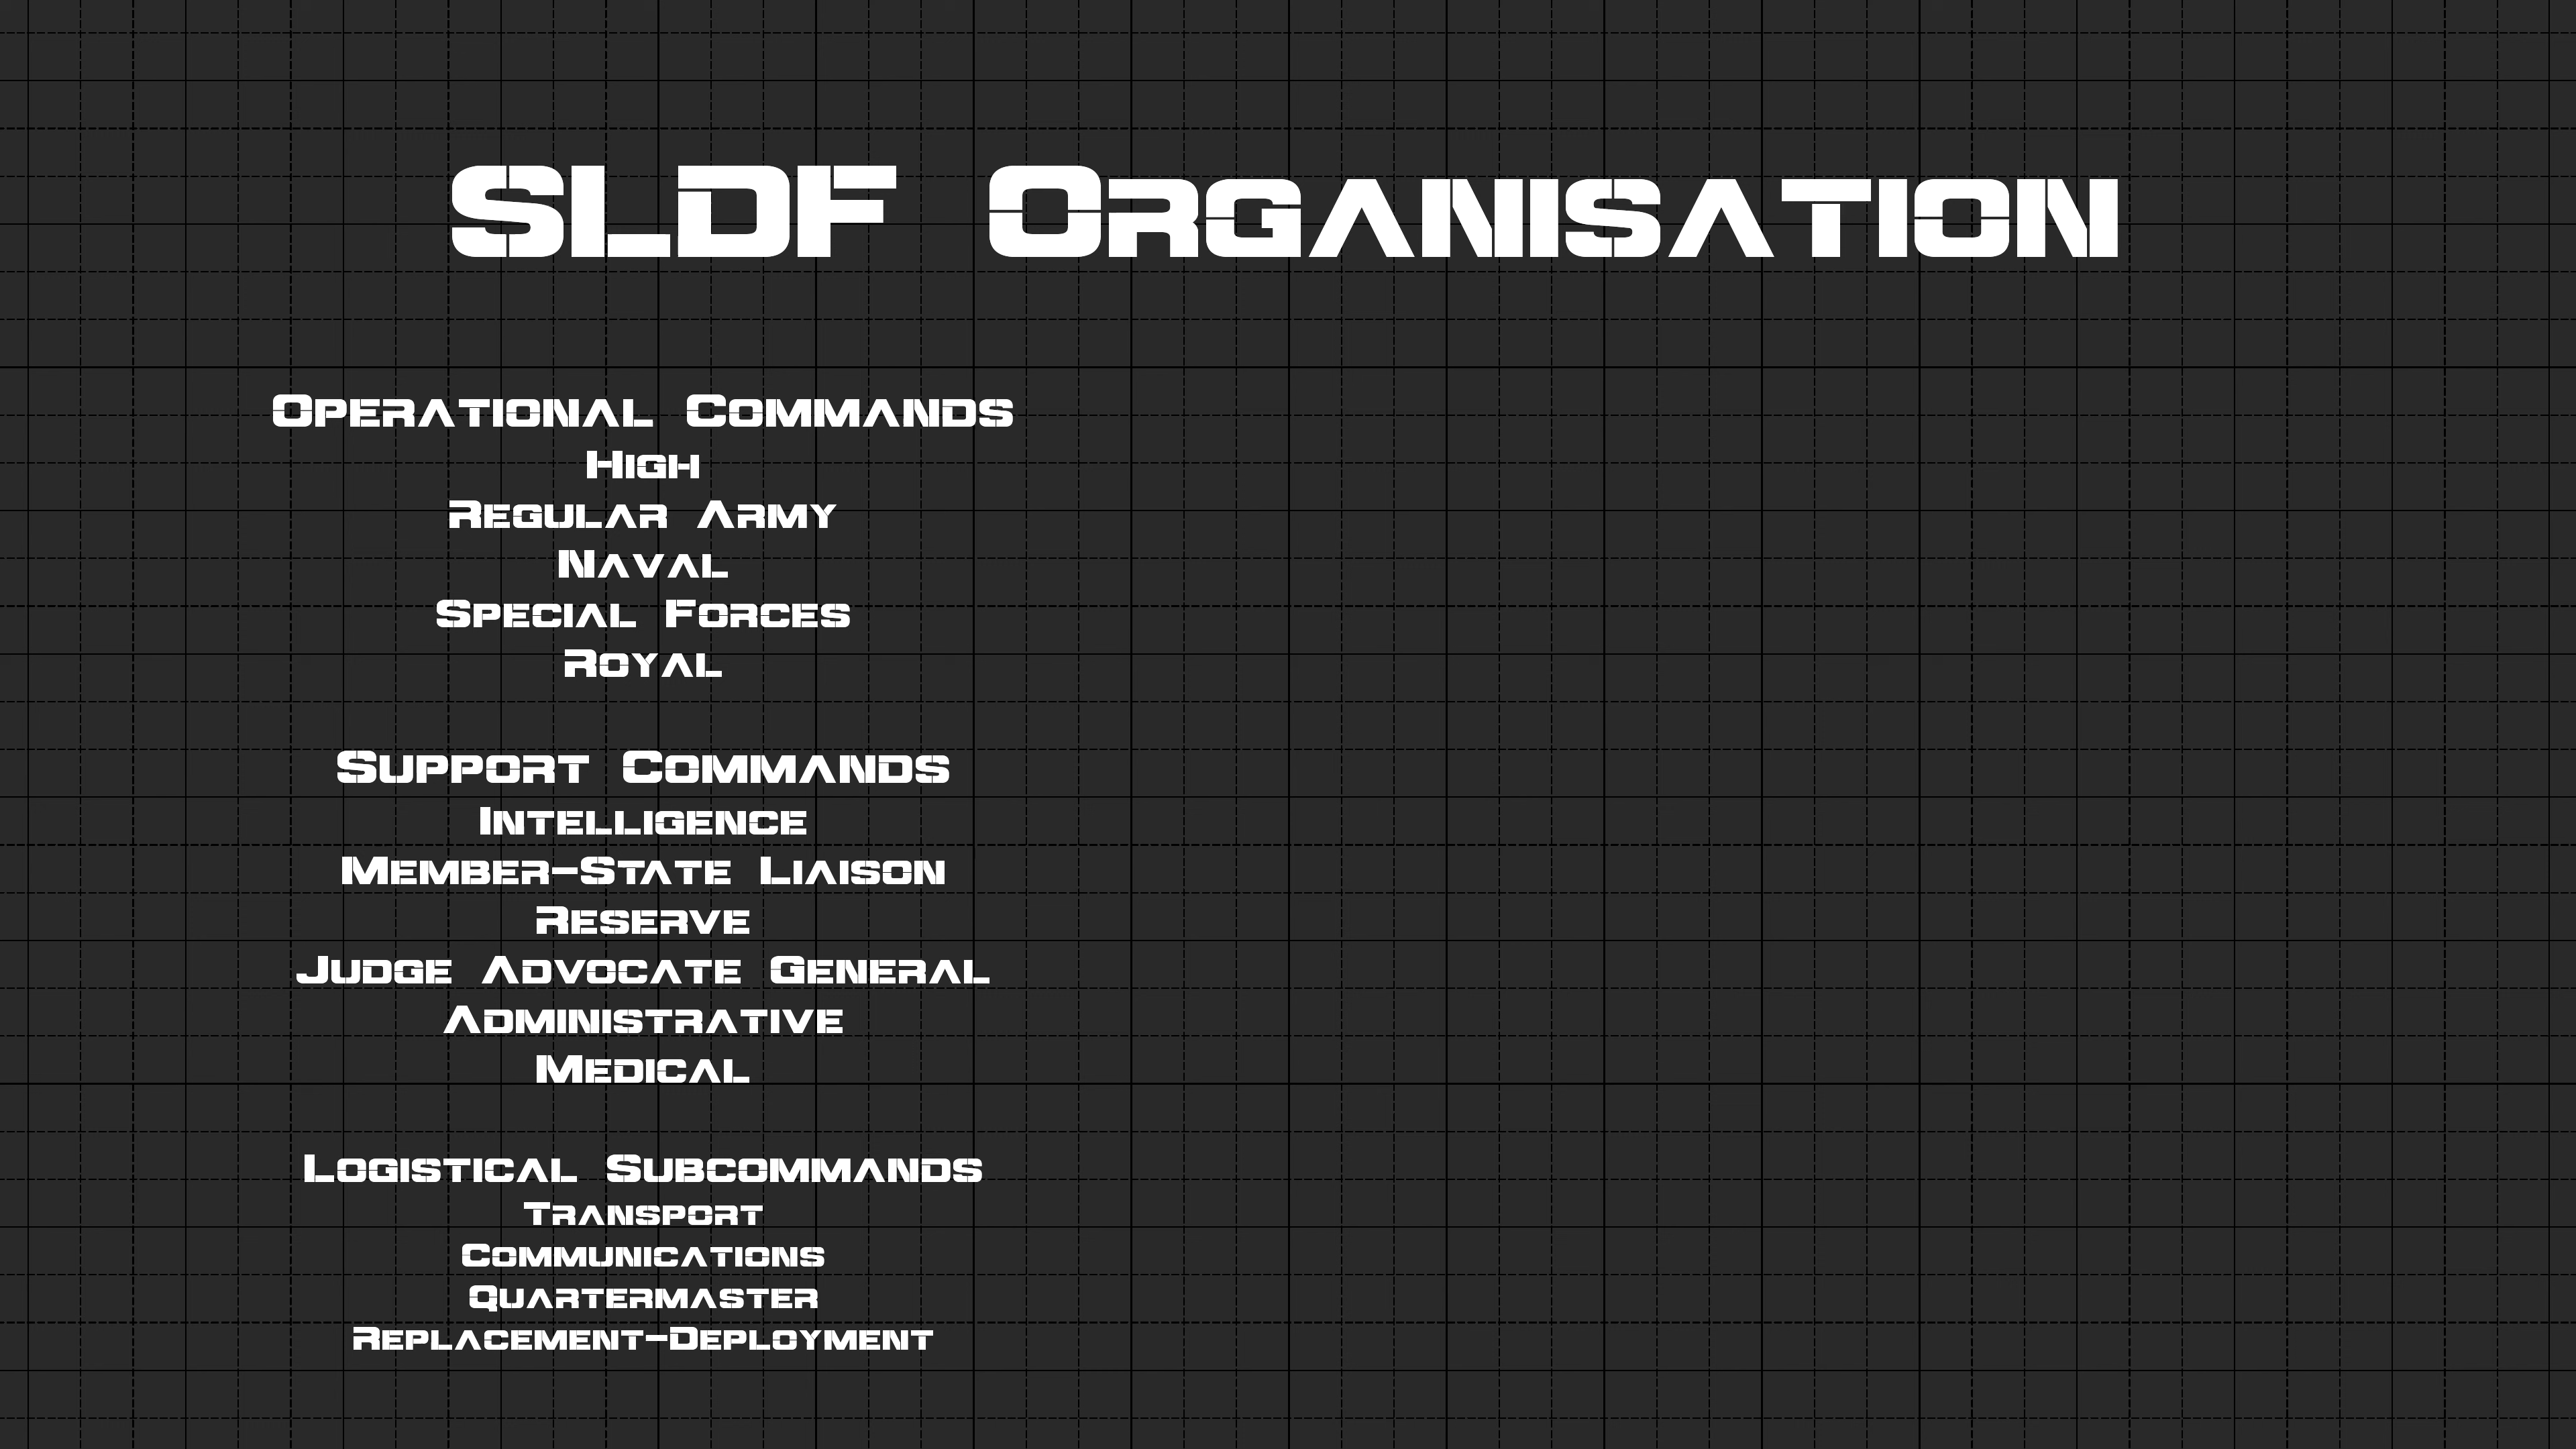 SLDF Organisation
Operational Commands
High
Regular Army
Naval
Special Forces
Royal
Support Commands
Intelligence
Member-State Liaison
Reserve
Judge Advocate General
Administrative
Medical
Logistical Subcommands
Transport
Communications
Quartermaster
Replacement-Deployment